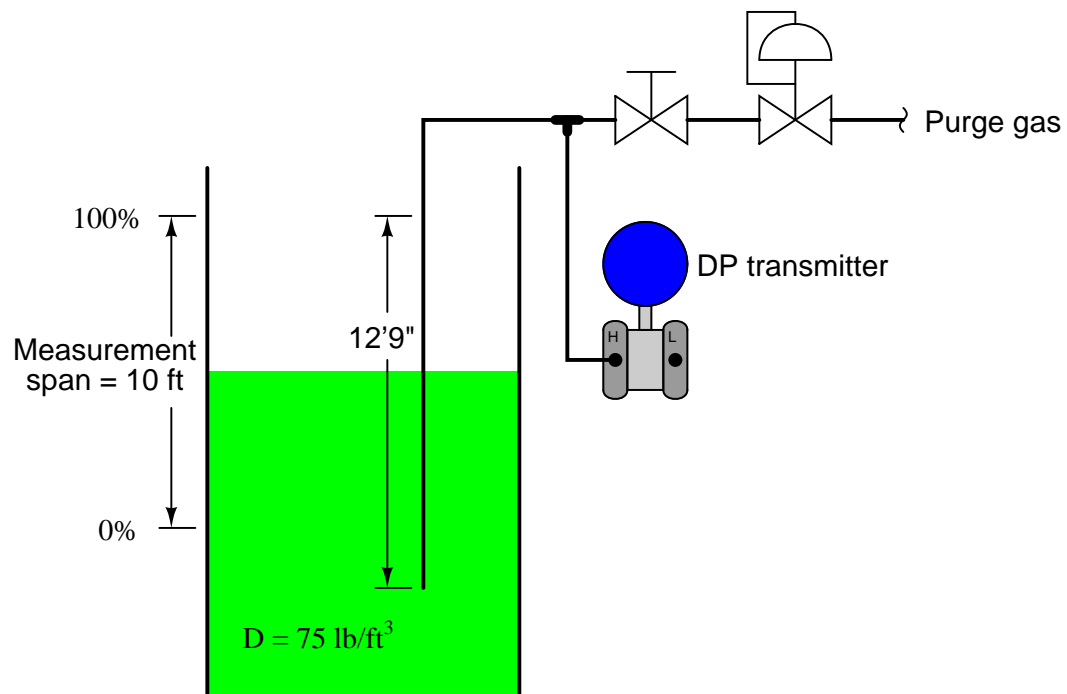 Purge gas
100%
DP transmitter
H L
12'9"
Measurement
span = 10 ft
0%
D = 75 lb/ft³